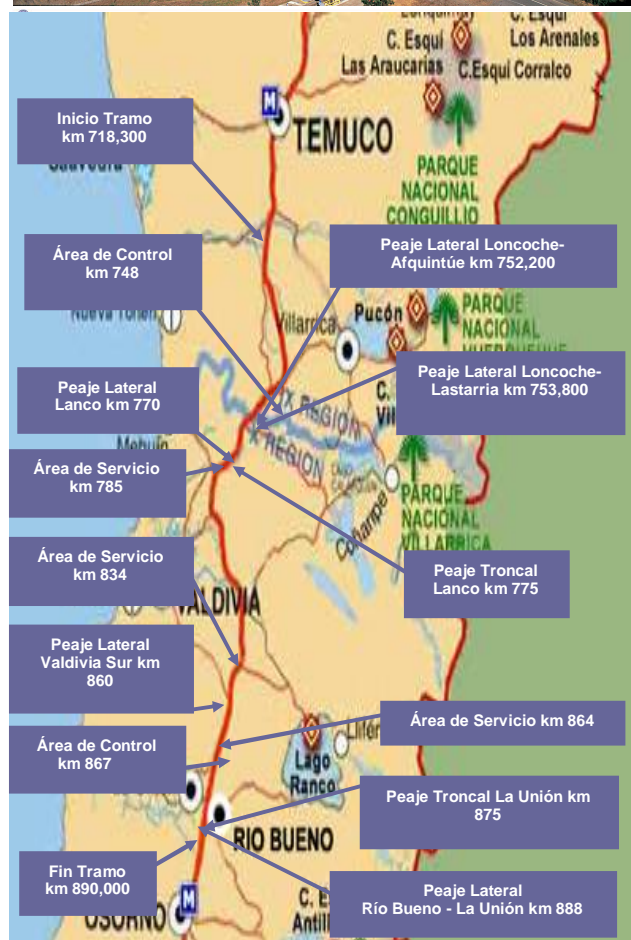 C. Esquí
Los Arenales
C. Esquí
Las Araucarias
C.Esqui Corralco
Inicio Tramo
km 718,300
TEMUCO
PARQUE
NACIONAL
CONGUILLIO
Área de Control
km 748
Peaje Lateral Loncoche-
Afquintúe km 752,200
Villarrica
Pucón
PARQUE
NACIONAL
Peaje Lateral
Lanco km 770
Peaje Lateral Loncoche-
Lastarria km 753,800
IX REGION
X REGION
Área de Servicio
km 785
Coñaripe
PARQUE
NACIONAL
VILLARRICA
Área de Servicio
km 834
Peaje Troncal
Lanco km 775
VALDIVIA
Peaje Lateral
Valdivia Sur km
860
Área de Servicio km 864
Área de Control
km 867
Lago
Ranco
Peaje Troncal La Unión km
875
RIO BUENO
Fin Tramo
km 890,000
Peaje Lateral
Río Bueno - La Unión km 888
OSORNO